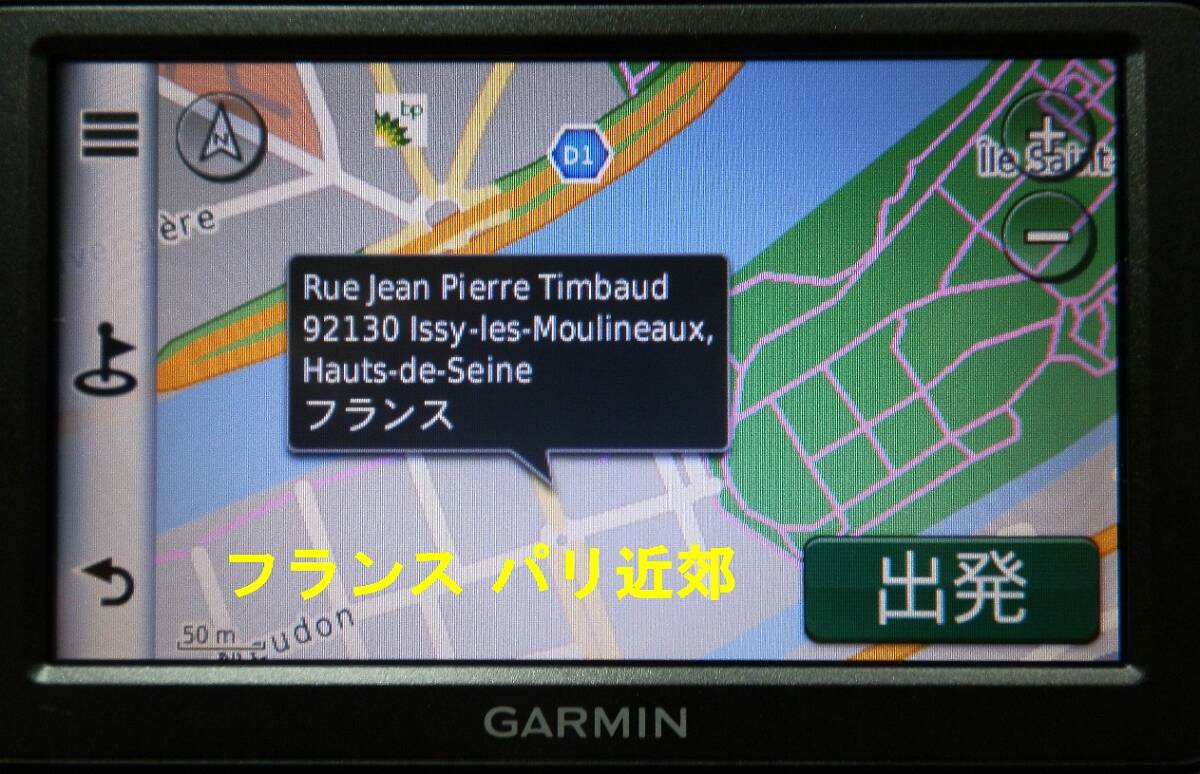 bp
D1
N
Île Saint
ère
Rue Jean Pierre Timbaud
92130 Issy-les-Moulineaux,
Hauts-de-Seine
フランス
フランス パリ近郊
出発
50 m
udon
GARMIN